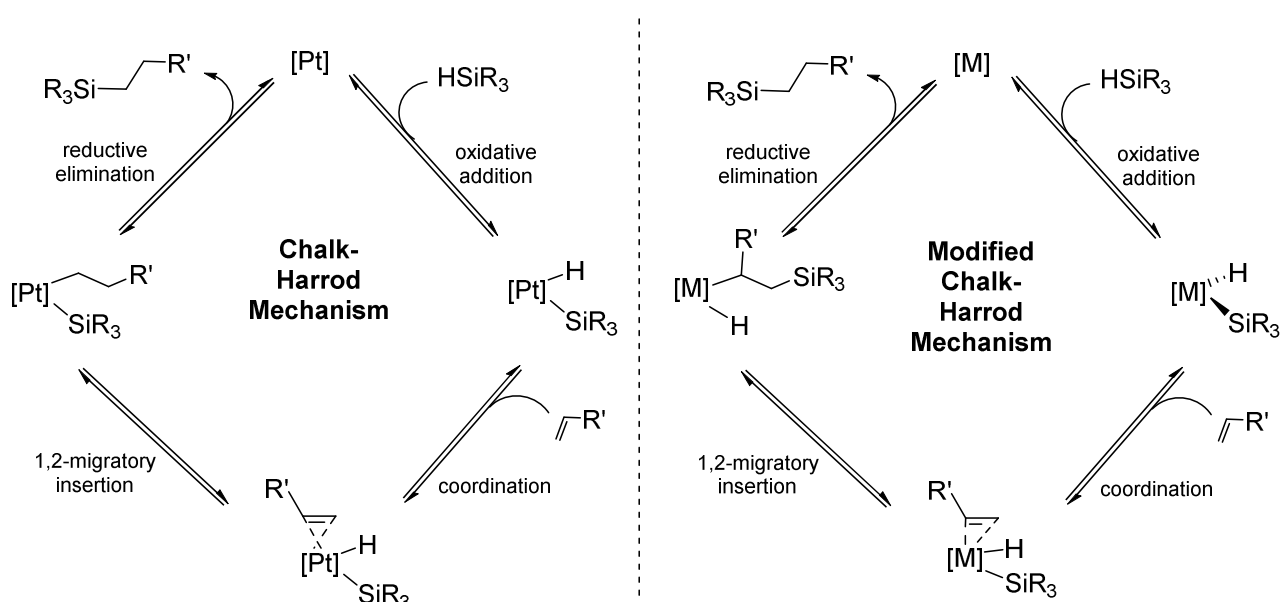 [Pt]
HSiR3
R3Si
R'
reductive
elimination
oxidative
addition
Chalk-
Harrod
Mechanism
[Pt]
R'
SiR3
[Pt]
H
SiR3
1,2-migratory
insertion
R'
coordination
R'
[Pt]
H
SiR3
[M]
HSiR3
R3Si
R'
reductive
elimination
oxidative
addition
Modified
Chalk-
Harrod
Mechanism
R'
[M]
SiR3
H
[M]
H
SiR3
1,2-migratory
insertion
R'
coordination
R'
[M]
H
SiR3